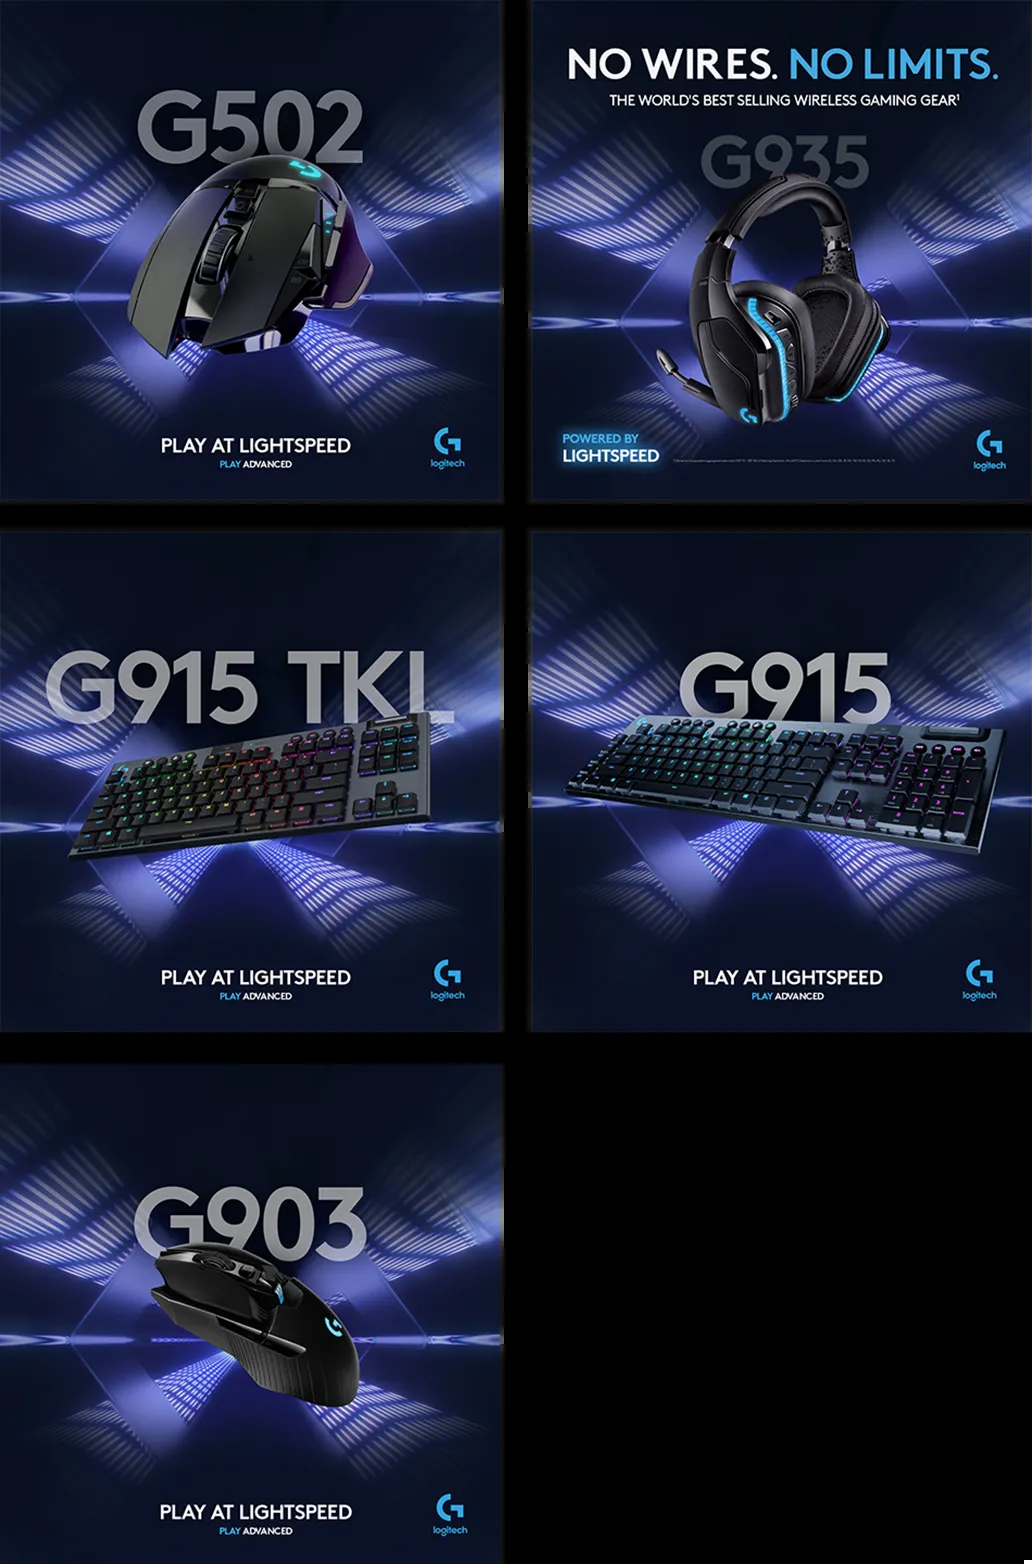 G502
PLAY AT LIGHTSPEED
PLAY ADVANCED
logitech
NO WIRES. NO LIMITS.
THE WORLD'S BEST SELLING WIRELESS GAMING GEAR¹
G935
POWERED BY
LIGHTSPEED
logitech
G915 TKL
PLAY AT LIGHTSPEED
PLAY ADVANCED
logitech
G915
PLAY AT LIGHTSPEED
PLAY ADVANCED
logitech
G903
PLAY AT LIGHTSPEED
PLAY ADVANCED
logitech